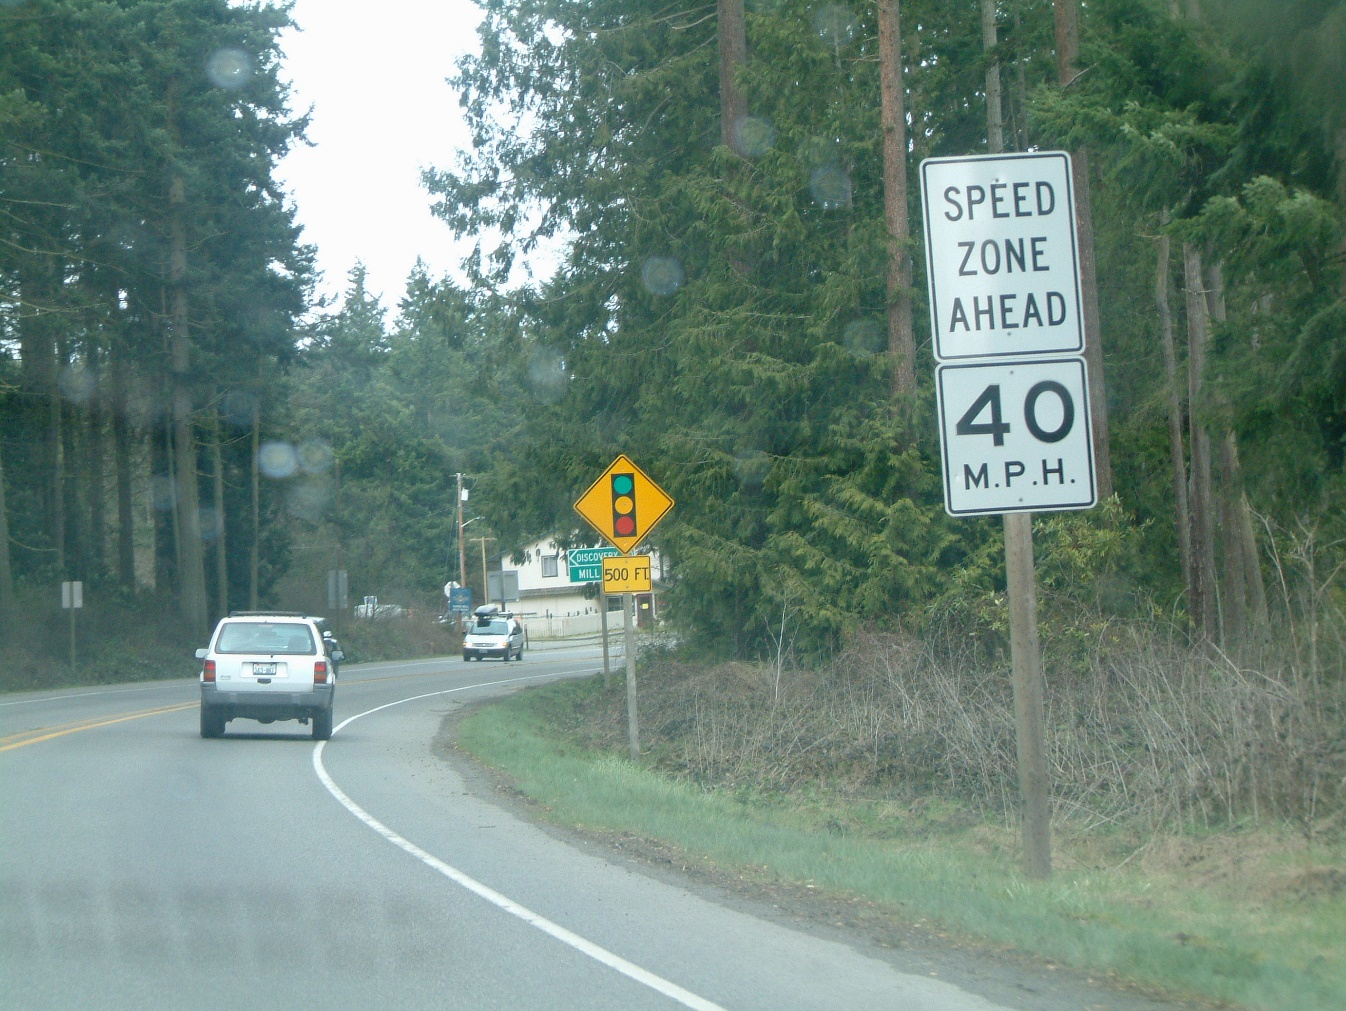 SPEED
ZONE
AHEAD
40
M.P.H.
DISCOVERY
MILL
500 FT.